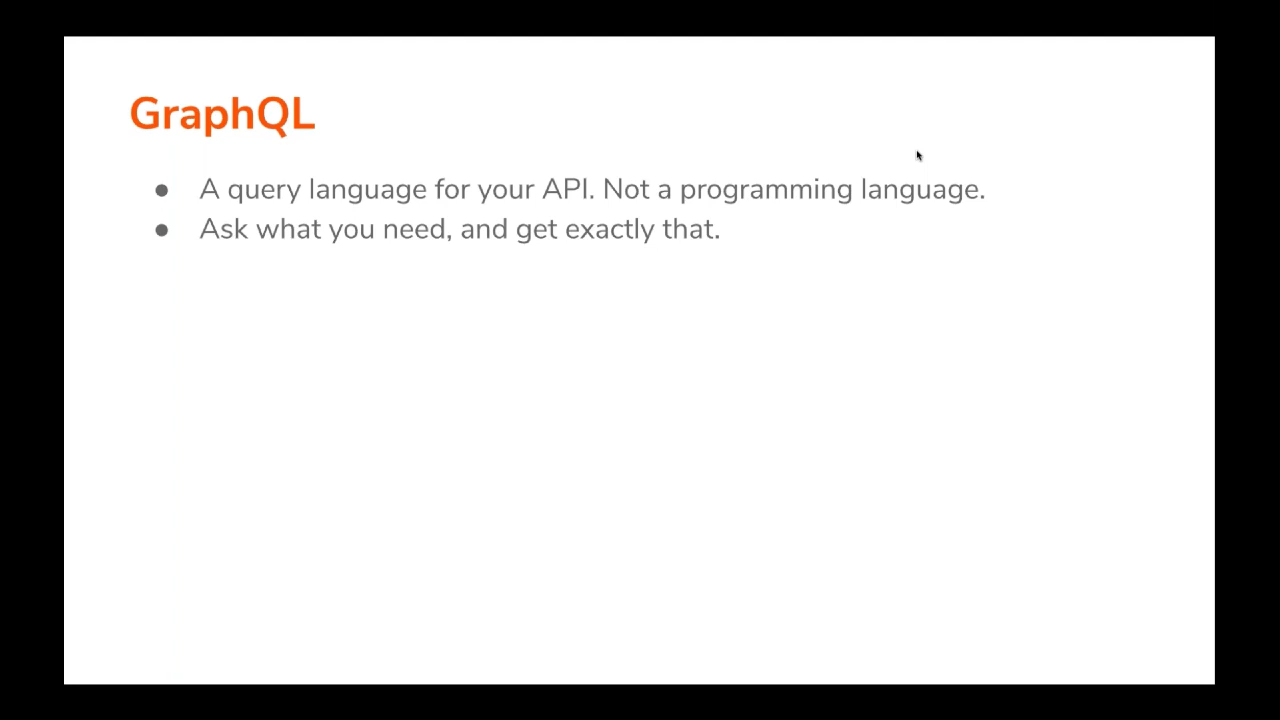 GraphQL
● A query language for your API. Not a programming language.
● Ask what you need, and get exactly that.